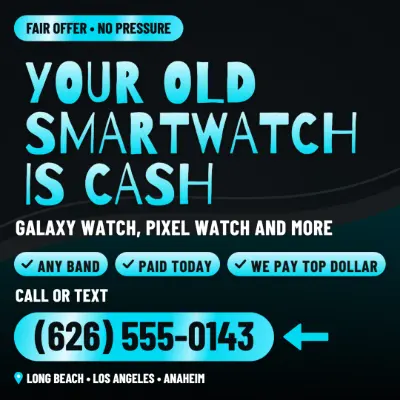 FAIR OFFER • NO PRESSURE
YOUR OLD
SMARTWATCH
IS CASH
GALAXY WATCH, PIXEL WATCH AND MORE
ANY BAND PAID TODAY WE PAY TOP DOLLAR
CALL OR TEXT
(626) 555-0143
LONG BEACH • LOS ANGELES • ANAHEIM